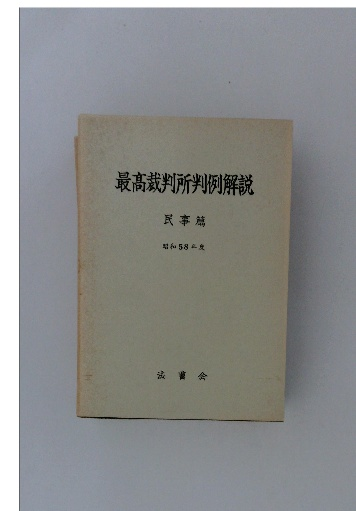 最高裁判所判例解説
民事篇
昭和58年度
法曹会